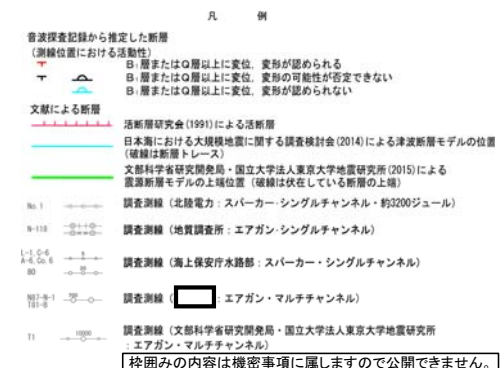 凡　例
音波探査記録から推定した断層
(測線位置における活動性)
B₁層またはQ層以上に変位、変形が認められる
B₁層またはQ層以上に変位、変形の可能性が否定できない
B₁層またはQ層以上に変位、変形が認められない
文献による断層
活断層研究会(1991)による活断層
日本海における大規模地震に関する調査検討会(2014)による津波断層モデルの位置
(破線は断層トレース)
文部科学省研究開発局・国立大学法人東京大学地震研究所(2015)による
震源断層モデルの上端位置(破線は伏在している断層の上端)
No.1 調査測線(北陸電力:スパーカー・シングルチャンネル・約3200ジュール)
N-118 調査測線(地質調査所:エアガン・シングルチャンネル)
L-1,C-6
A-6,Co.6 調査測線(海上保安庁水路部:スパーカー・シングルチャンネル)
80
N87-N-1 調査測線( :エアガン・マルチチャンネル)
T81-B
T1 10000 調査測線(文部科学省研究開発局・国立大学法人東京大学地震研究所
:エアガン・マルチチャンネル)
枠囲みの内容は機密事項に属しますので公開できません。